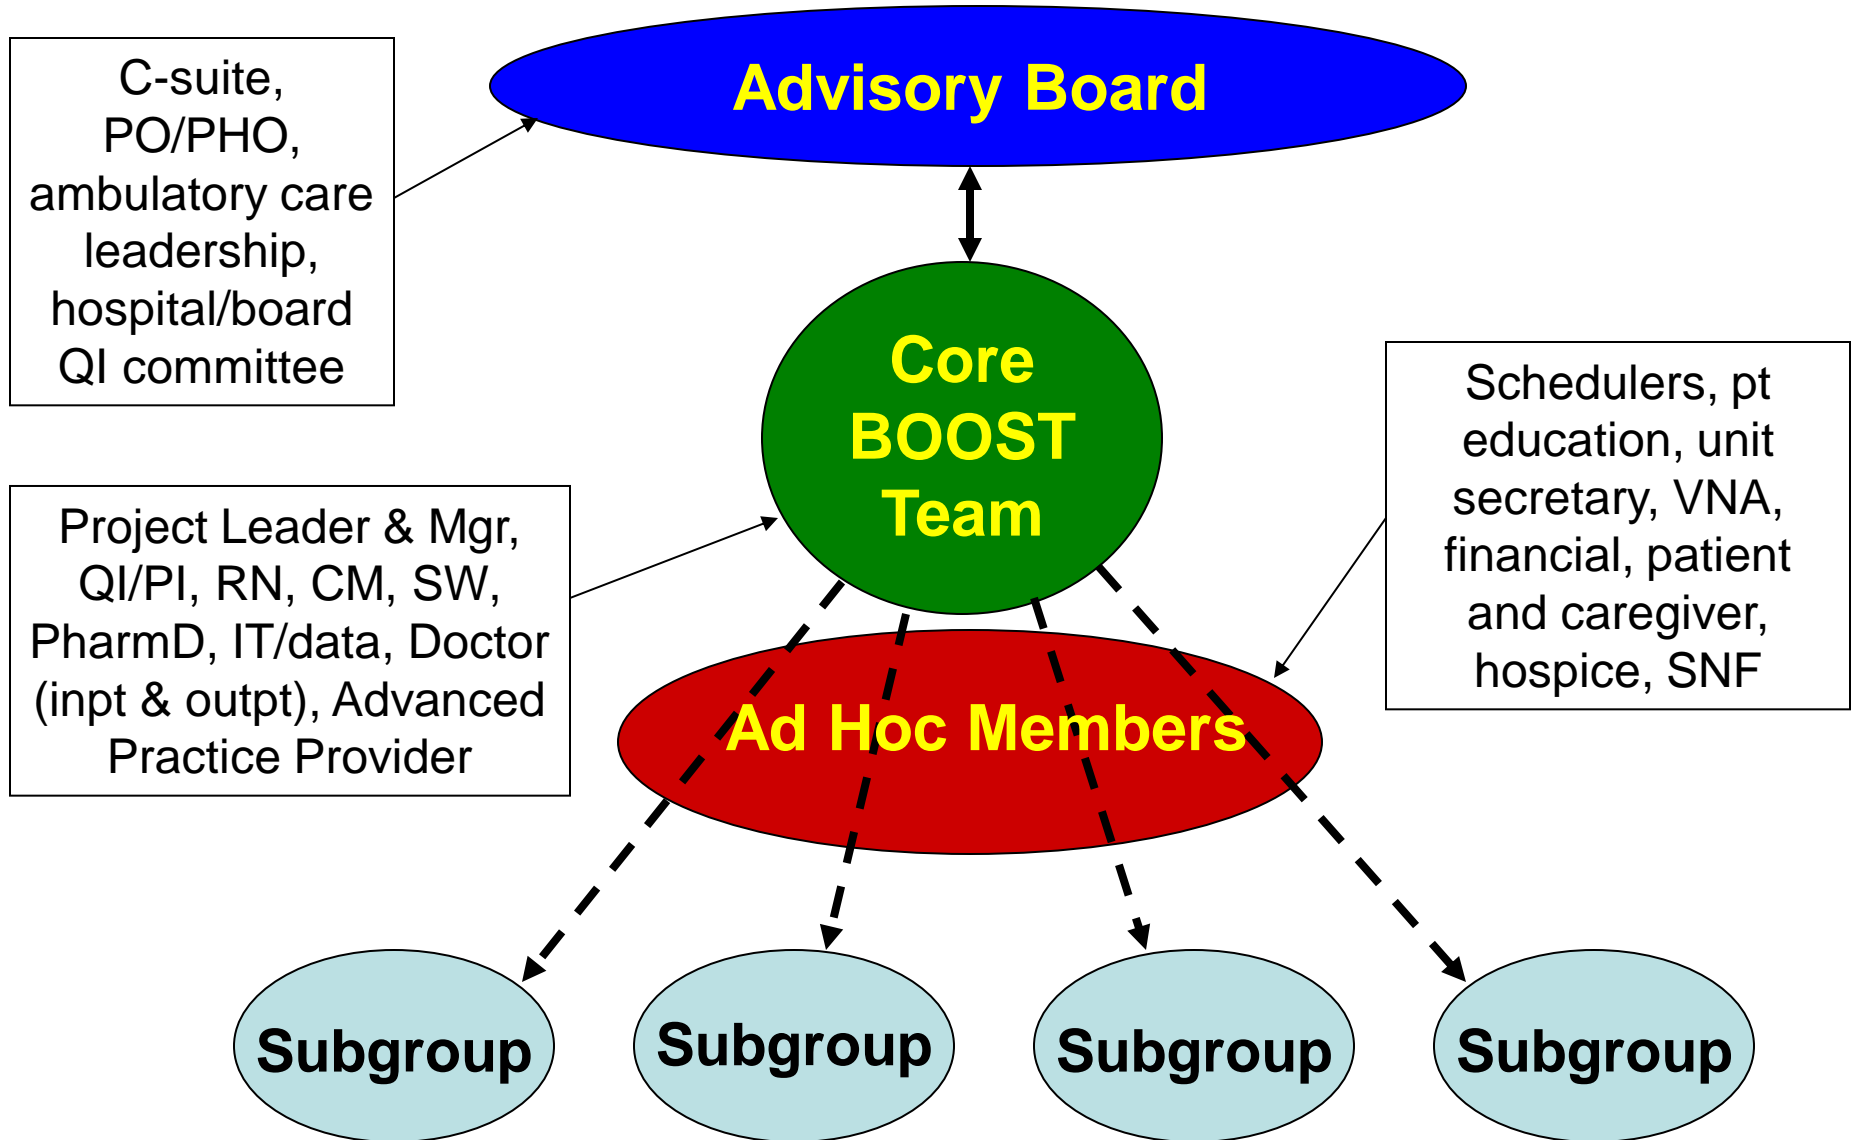 Advisory Board
C-suite,
PO/PHO,
ambulatory care
leadership,
hospital/board
QI committee
Core
BOOST
Team
Schedulers, pt
education, unit
secretary, VNA,
financial, patient
and caregiver,
hospice, SNF
Project Leader & Mgr,
QI/PI, RN, CM, SW,
PharmD, IT/data, Doctor
(inpt & outpt), Advanced
Practice Provider
Ad Hoc Members
Subgroup
Subgroup
Subgroup
Subgroup